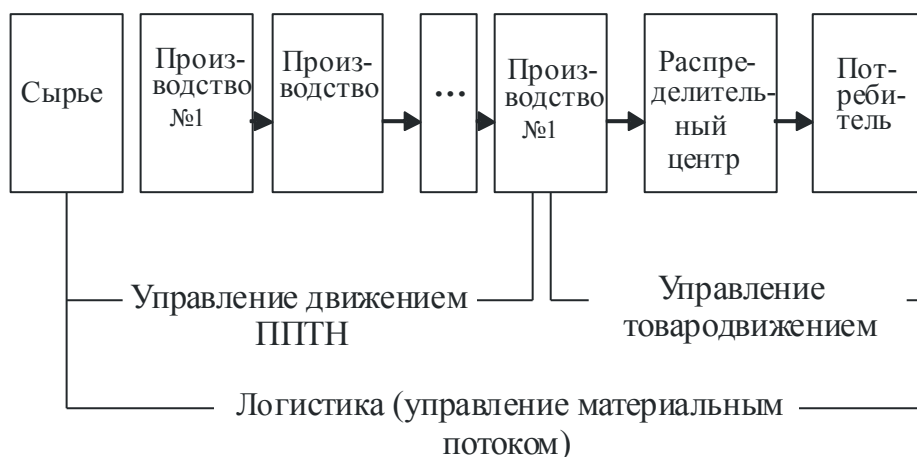 Сырье
Произ-
водство
№1
Произ-
водство
...
Произ-
водство
№1
Распре-
делитель-
ный
центр
Пот-
реби-
тель
Управление движением
ППТН
Управление
товародвижением
Логистика (управление материальным
потоком)